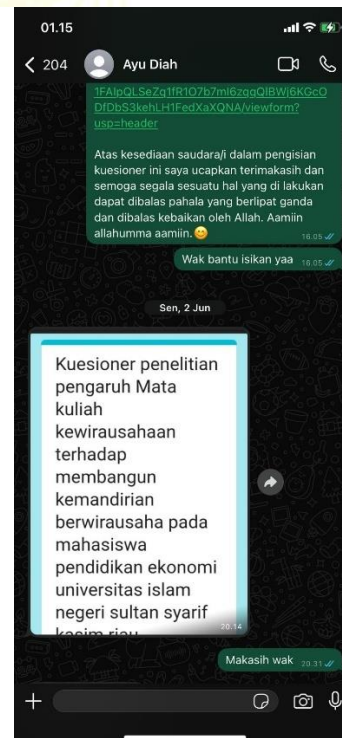 01.15
204 Ayu Diah
1FAIpQLSeZq1fR1O7b7ml6zqqQlBWj6KGcO
DfDbS3kehLH1FedXaXQNA/viewform?
usp=header
Atas kesediaan saudara/i dalam pengisian
kuesioner ini saya ucapkan terimakasih dan
semoga segala sesuatu hal yang di lakukan
dapat dibalas pahala yang berlipat ganda
dan dibalas kebaikan oleh Allah. Aamiin
allahumma aamiin.😊 16.05
Wak bantu isikan yaa 16.05
Sen, 2 Jun
Kuesioner penelitian
pengaruh Mata
kuliah
kewirausahaan
terhadap
membangun
kemandirian
berwirausaha pada
mahasiswa
pendidikan ekonomi
universitas islam
negeri sultan syarif
kasim riau
20.14
Makasih wak 20.31